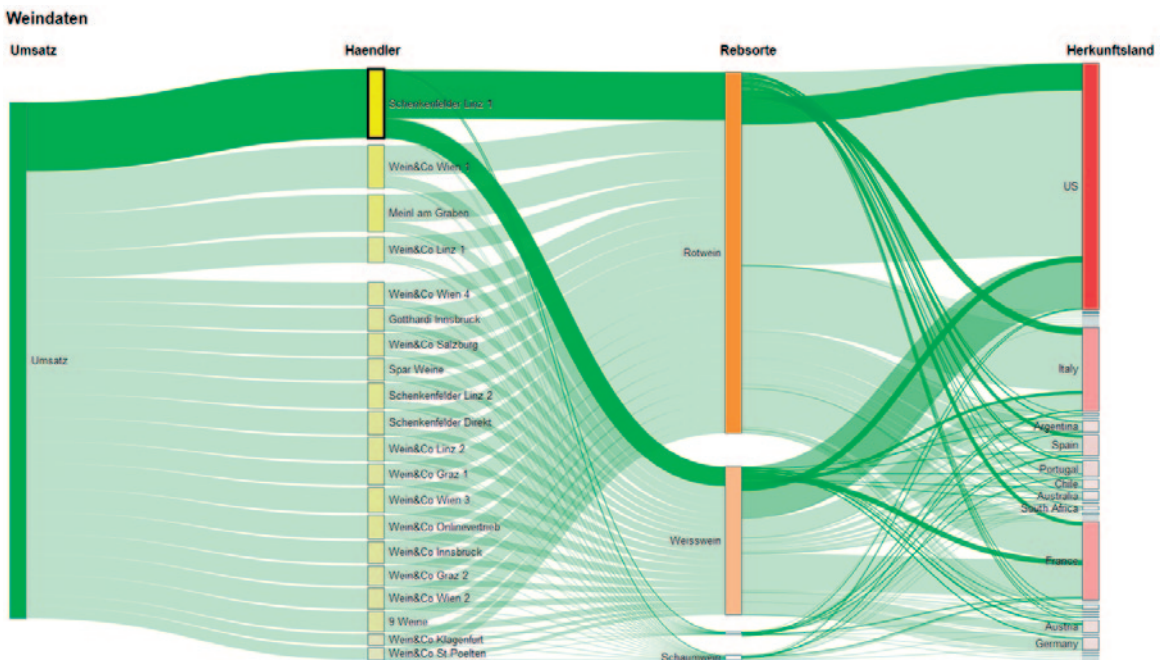 Weindaten
Umsatz
Haendler
Rebsorte
Herkunftsland
Umsatz
Schenkenfelder Linz 1
Wein&Co Wien 1
Meinl am Graben
Wein&Co Linz 1
Wein&Co Wien 4
Gotthardi Innsbruck
Wein&Co Salzburg
Spar Weine
Schenkenfelder Linz 2
Schenkenfelder Direkt
Wein&Co Linz 2
Wein&Co Graz 1
Wein&Co Wien 3
Wein&Co Onlinevertrieb
Wein&Co Innsbruck
Wein&Co Graz 2
Wein&Co Wien 2
9 Weine
Wein&Co Klagenfurt
Wein&Co St.Poelten
Rotwein
Weisswein
Schaumwein
US
Italy
Argentina
Spain
Portugal
Chile
Australia
South Africa
France
Austria
Germany